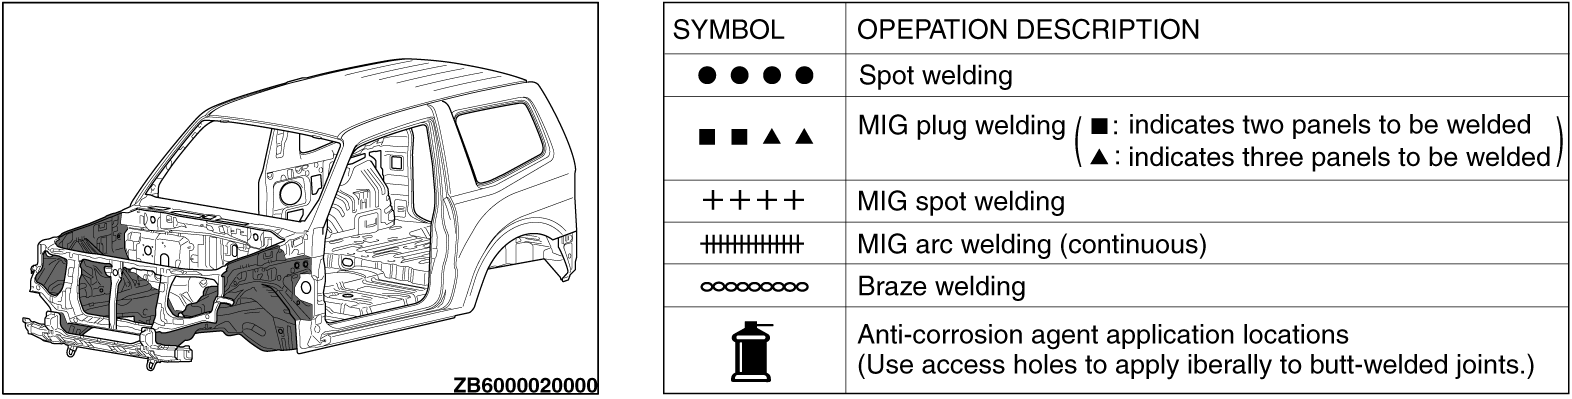 ZB6000020000
SYMBOL OPEPATION DESCRIPTION
Spot welding
MIG plug welding ( ■: indicates two panels to be welded
▲: indicates three panels to be welded )
MIG spot welding
MIG arc welding (continuous)
Braze welding
Anti-corrosion agent application locations
(Use access holes to apply iberally to butt-welded joints.)